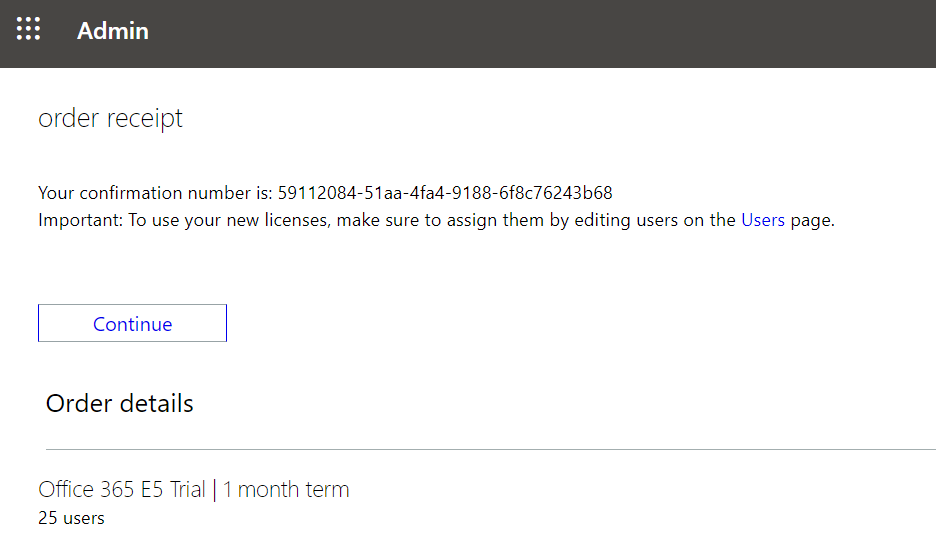 Admin
order receipt
Your confirmation number is: 59112084-51aa-4fa4-9188-6f8c76243b68
Important: To use your new licenses, make sure to assign them by editing users on the Users page.
Continue
Order details
Office 365 E5 Trial | 1 month term
25 users